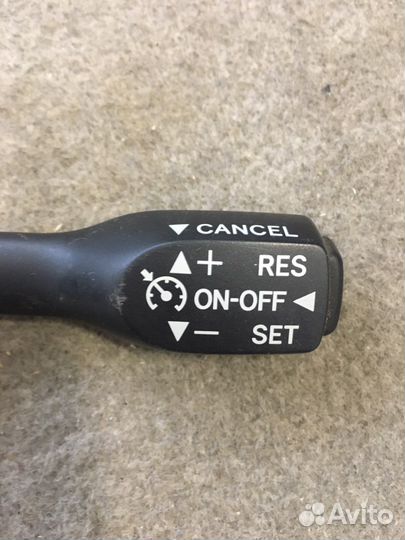 ▼ CANCEL
▲ + RES
ON-OFF ◀
▼ - SET
Avito